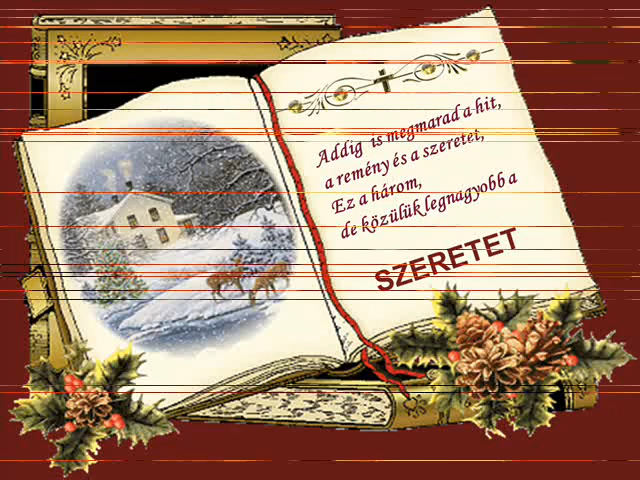 Addig is megmarad a hit,
a remény és a szeretet,
Ez a három,
de közülük legnagyobb a
SZERETET